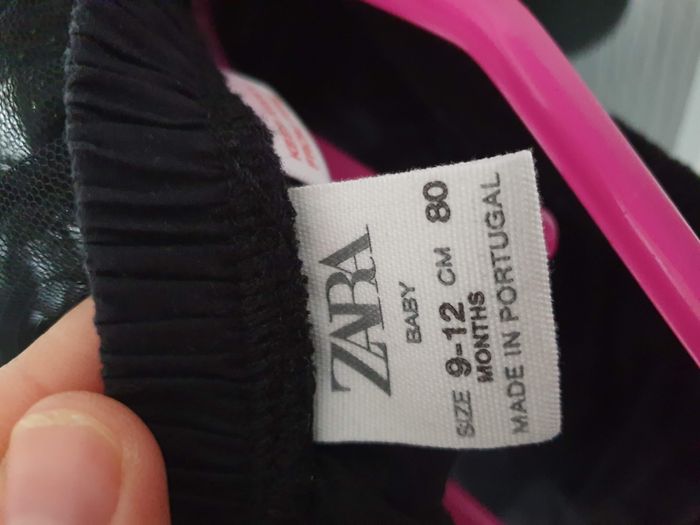 ZARA
BABY
SIZE 9-12 CM 80
MONTHS
MADE IN PORTUGAL